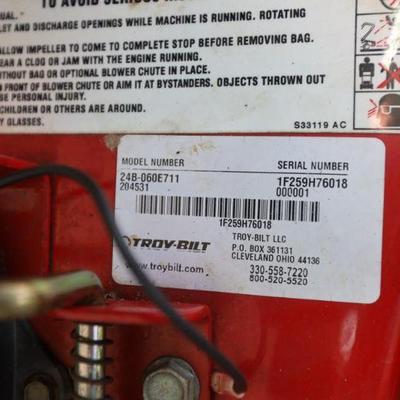 TO AVOID SERIOUS
UAL.
LET AND DISCHARGE OPENINGS WHILE MACHINE IS RUNNING. ROTATING
ALLOW IMPELLER TO COME TO COMPLETE STOP BEFORE REMOVING BAG.
EAR A CLOG OR JAM WITH THE ENGINE RUNNING.
WITHOUT BAG OR OPTIONAL BLOWER CHUTE IN PLACE.
FRONT OF BLOWER CHUTE OR AIM IT AT BYSTANDERS. OBJECTS THROWN OUT
SE PERSONAL INJURY.
CHILDREN OR OTHERS ARE AROUND.
Y GLASSES.
S33119 AC
MODEL NUMBER SERIAL NUMBER
24B-060E711 1F259H76018
204531 000001
1F259H76018
TROY-BILT TROY-BILT LLC
P.O. BOX 361131
CLEVELAND OHIO 44136
www.troybilt.com 330-558-7220
800-520-5520